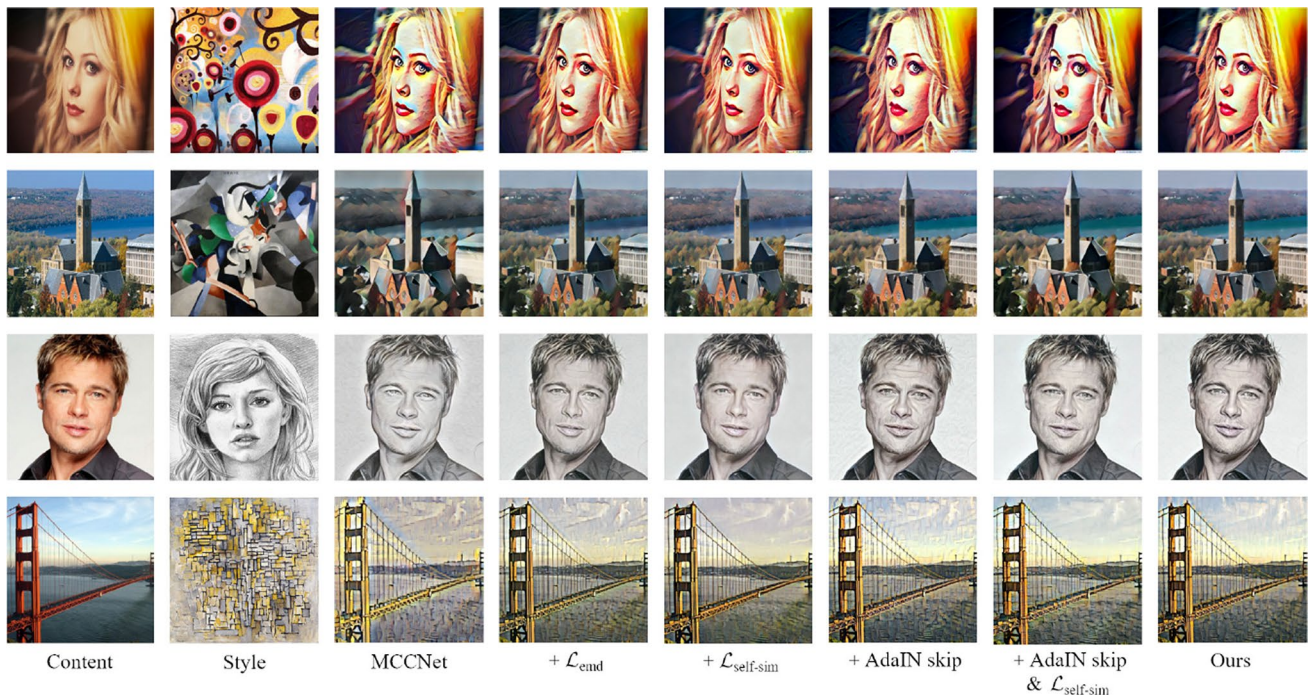 Content Style MCCNet + ℒemd + ℒself-sim + AdaIN skip + AdaIN skip Ours
& ℒself-sim